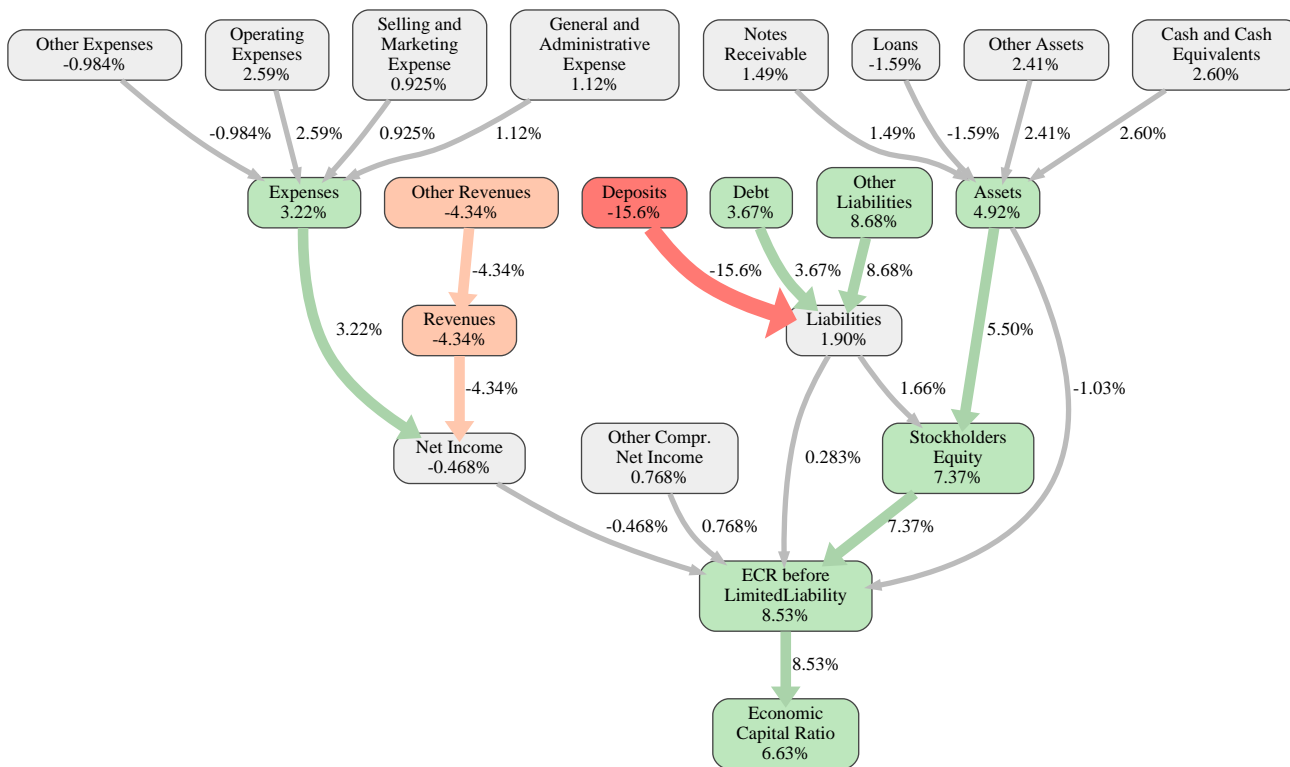 Other Expenses
-0.984%
Operating
Expenses
2.59%
Selling and
Marketing
Expense
0.925%
General and
Administrative
Expense
1.12%
Notes
Receivable
1.49%
Loans
-1.59%
Other Assets
2.41%
Cash and Cash
Equivalents
2.60%
-0.984%
2.59%
0.925%
1.12%
1.49%
-1.59%
2.41%
2.60%
Expenses
3.22%
Other Revenues
-4.34%
Deposits
-15.6%
Debt
3.67%
Other
Liabilities
8.68%
Assets
4.92%
-4.34%
-15.6%
3.67%
8.68%
3.22%
Revenues
-4.34%
Liabilities
1.90%
5.50%
-4.34%
1.66%
-1.03%
Net Income
-0.468%
Other Compr.
Net Income
0.768%
0.283%
Stockholders
Equity
7.37%
-0.468%
0.768%
7.37%
ECR before
LimitedLiability
8.53%
8.53%
Economic
Capital Ratio
6.63%